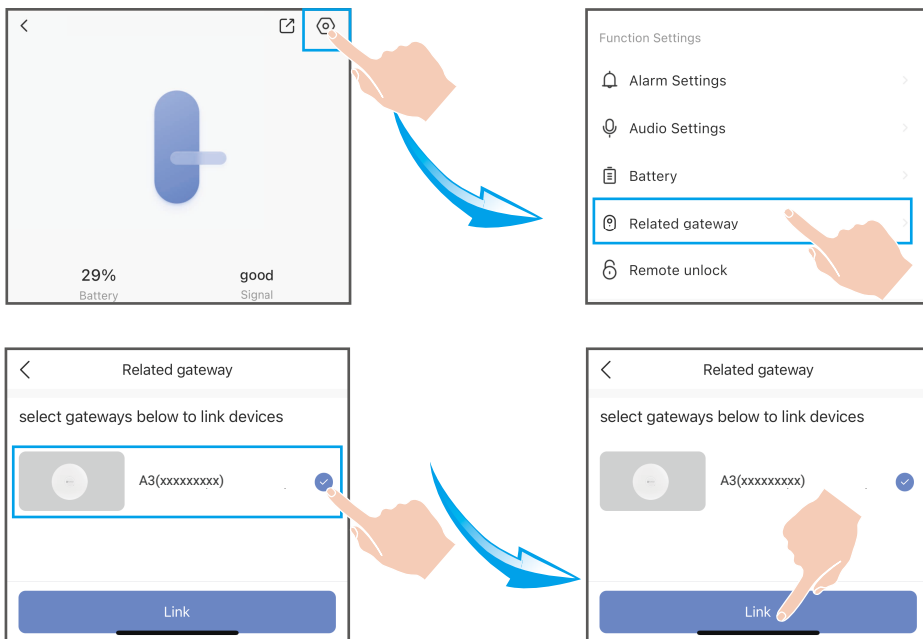 29%
Battery
good
Signal
Function Settings
Alarm Settings
Audio Settings
Battery
Related gateway
Remote unlock
Related gateway
select gateways below to link devices
A3(xxxxxxxxx)
Link
Related gateway
select gateways below to link devices
A3(xxxxxxxxx)
Link